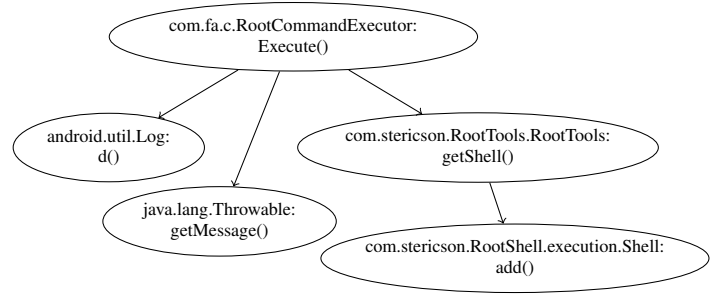 com.fa.c.RootCommandExecutor:
Execute()
android.util.Log:
d()
com.stericson.RootTools.RootTools:
getShell()
java.lang.Throwable:
getMessage()
com.stericson.RootShell.execution.Shell:
add()